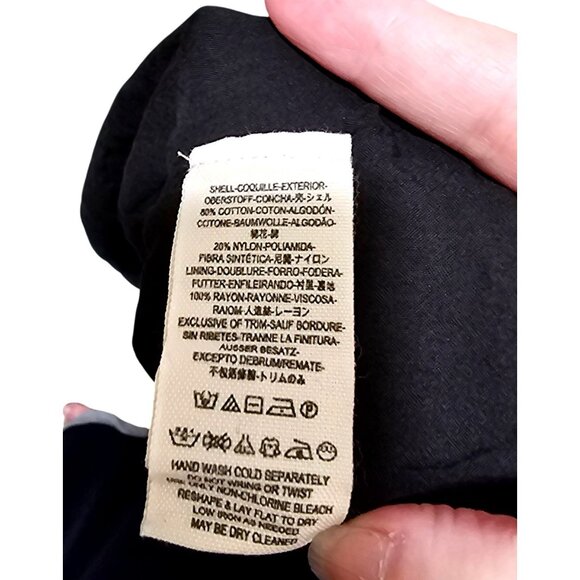 SHELL-COQUILLE-EXTERIOR-
OBERSTOFF-CONCHA-壳-シェル
80% COTTON-COTON-ALGODÓN-
COTONE-BAUMWOLLE-ALGODÃO-
棉花-綿
20% NYLON-POLIAMIDA-
FIBRA SINTÉTICA-尼龍-ナイロン
LINING-DOUBLURE-FORRO-FODERA-
FUTTER-ENFILEIRANDO-衬里-裏地
100% RAYON-RAYONNE-VISCOSA-
RAIOM-人造絲-レーヨン
EXCLUSIVE OF TRIM-SAUF BORDURE-
SIN RIBETES-TRANNE LA FINITURA-
AUSSER BESATZ-
EXCEPTO DEBRUM/REMATE-
不包括修飾-トリムのみ
HAND WASH COLD SEPARATELY
DO NOT WRING OR TWIST
USE ONLY NON-CHLORINE BLEACH
RESHAPE & LAY FLAT TO DRY
LOW IRON AS NEEDED
MAY BE DRY CLEANED